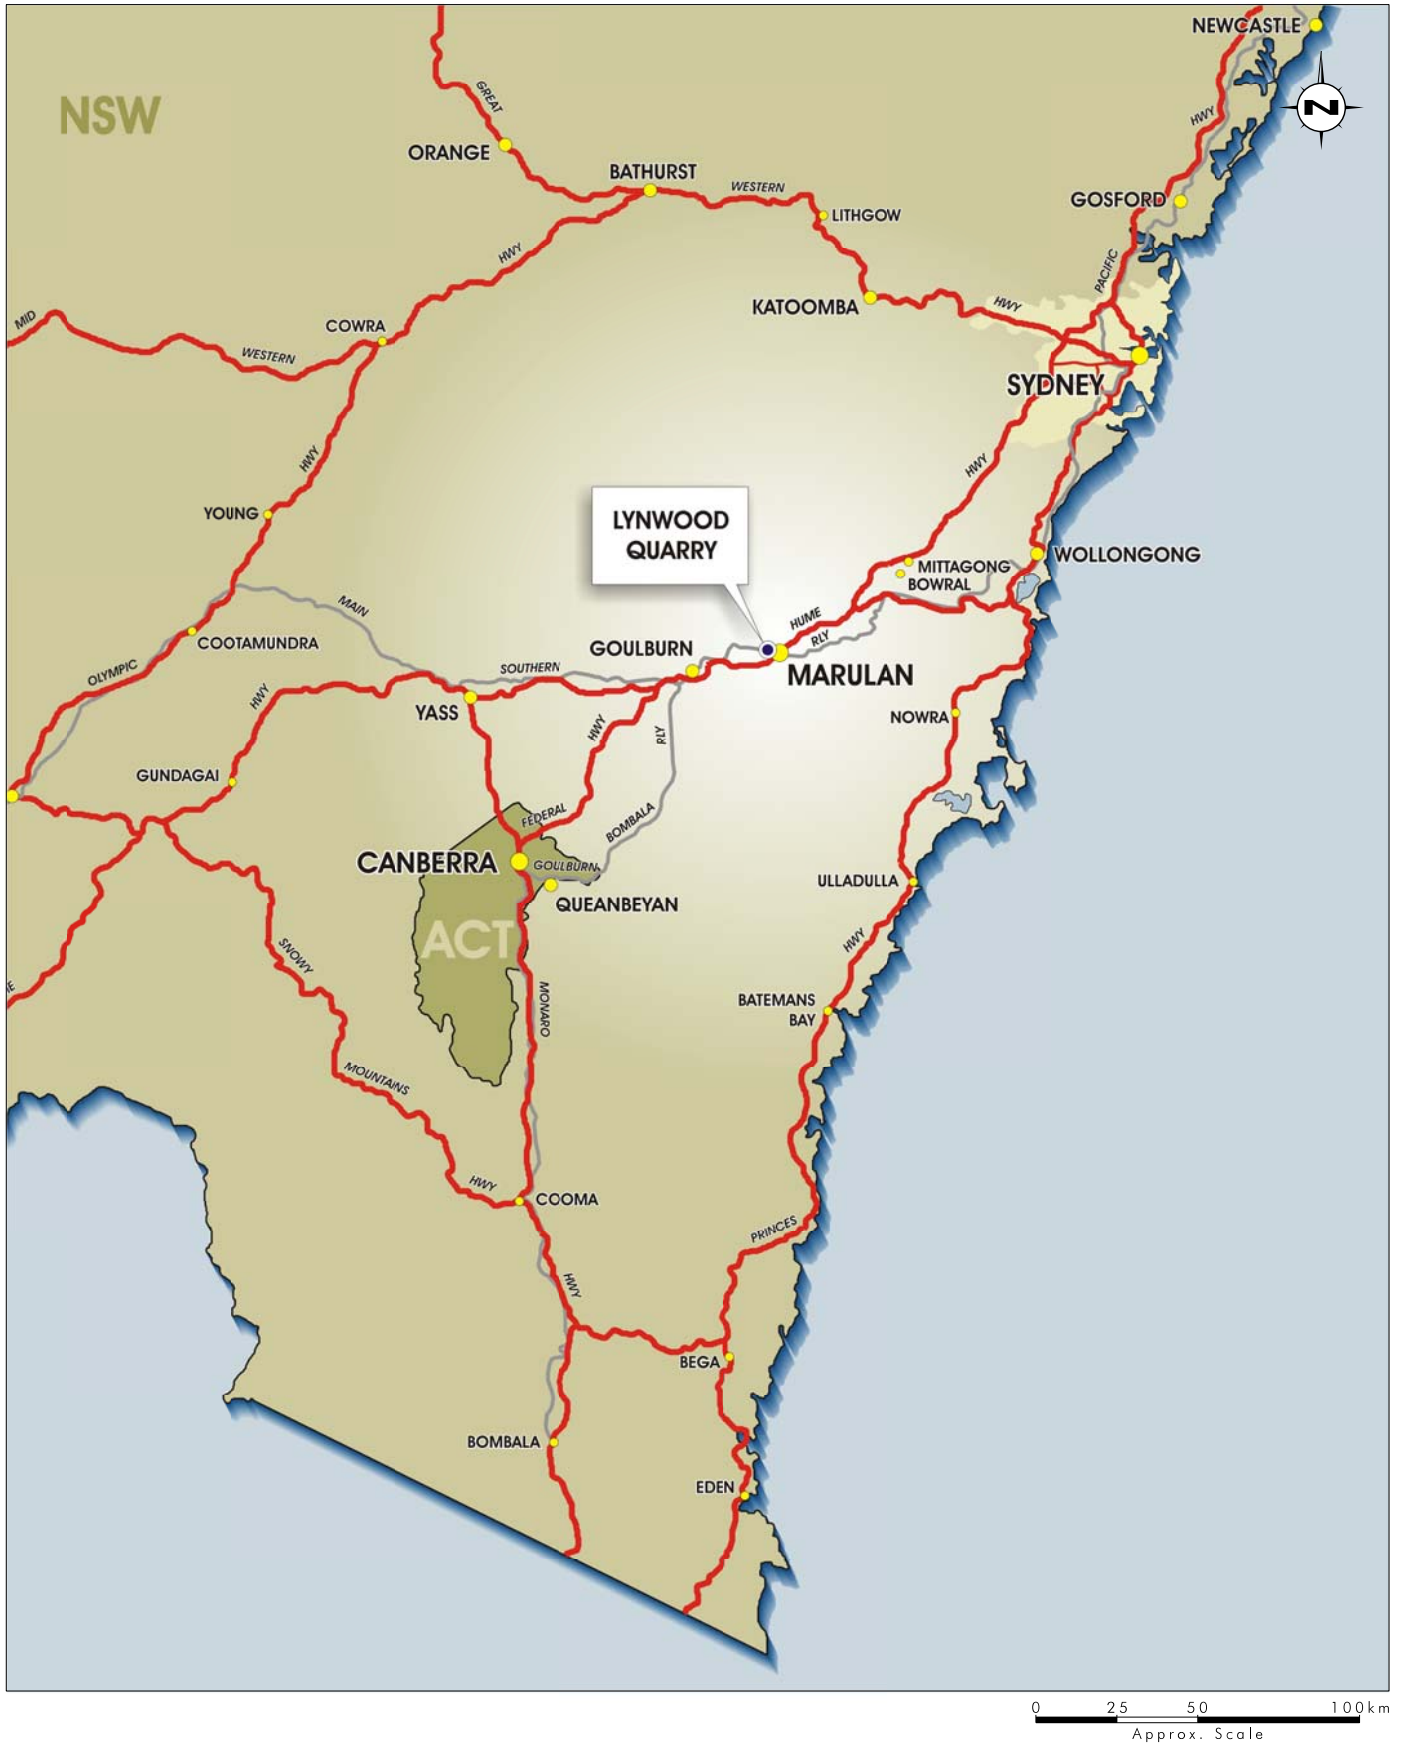 NEWCASTLE
NSW
N
GREAT
HWY
ORANGE
BATHURST
WESTERN
LITHGOW
GOSFORD
HWY
PACIFIC
KATOOMBA
HWY
MID
COWRA
WESTERN
SYDNEY
HWY
HWY
YOUNG
LYNWOOD
QUARRY
WOLLONGONG
MITTAGONG
BOWRAL
MAIN
HUME
RLY
COOTAMUNDRA
GOULBURN
OLYMPIC
SOUTHERN
MARULAN
HWY
YASS
NOWRA
HWY
RLY
GUNDAGAI
FEDERAL
BOMBALA
CANBERRA
GOULBURN
QUEANBEYAN
ULLADULLA
ACT
HWY
SNOWY
MONARO
BATEMANS
BAY
MOUNTAINS
HWY
COOMA
PRINCES
HWY
BEGA
BOMBALA
EDEN
0 25 50 100km
Approx. Scale